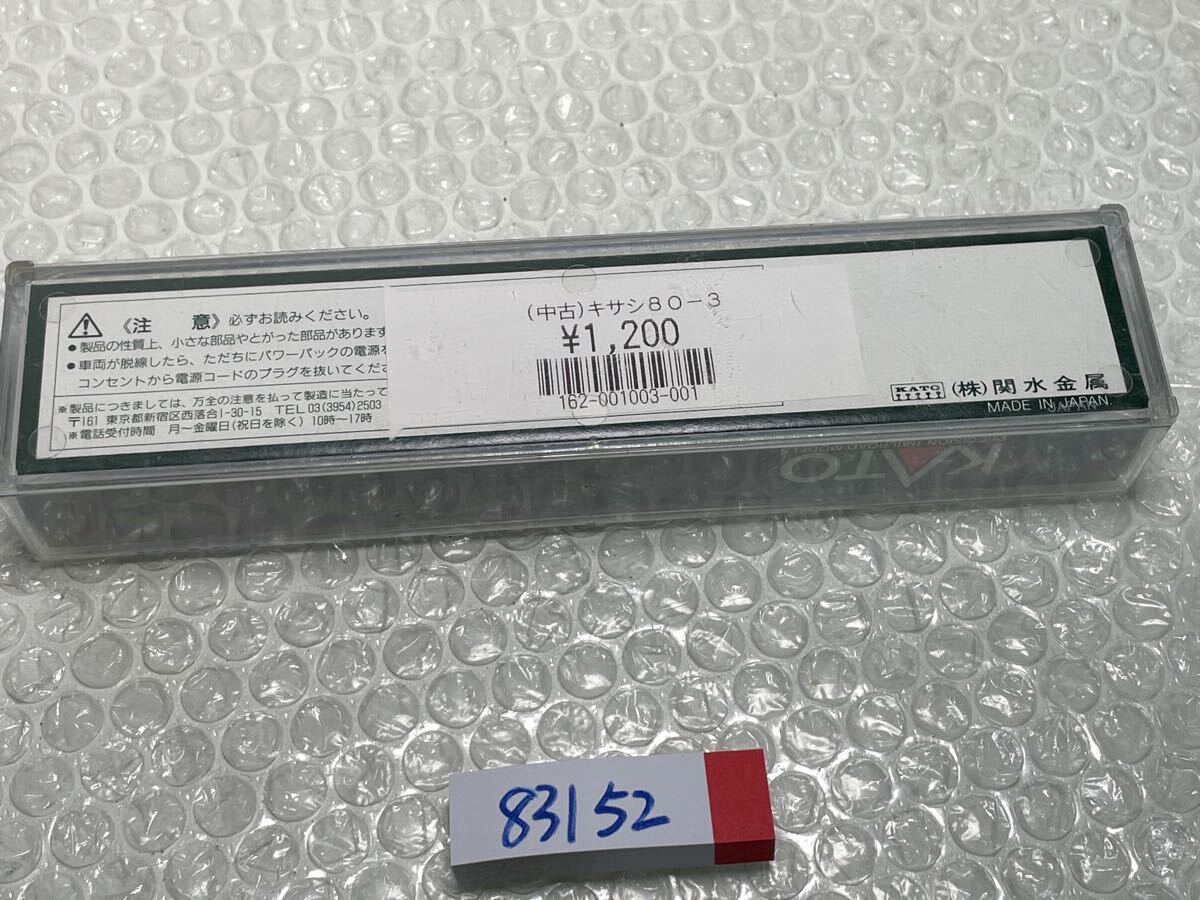 《注　意》必ずお読みください。
●製品の性質上、小さな部品やとがった部品があります
●車両が脱線したら、ただちにパワーパックの電源を
コンセントから電源コードのプラグを抜いてくださ
※製品につきましては、万全の注意を払って製造に当たって
〒161 東京都新宿区西落合1-30-15 TEL 03(3954)2503
※電話受付時間 月〜金曜日(祝日を除く) 10時〜17時
(中古)キサシ80-3
¥1,200
162-001003-001
KATO (株)関水金属
MADE IN JAPAN
KATO
PRECISION RAILROAD MODELS
83152